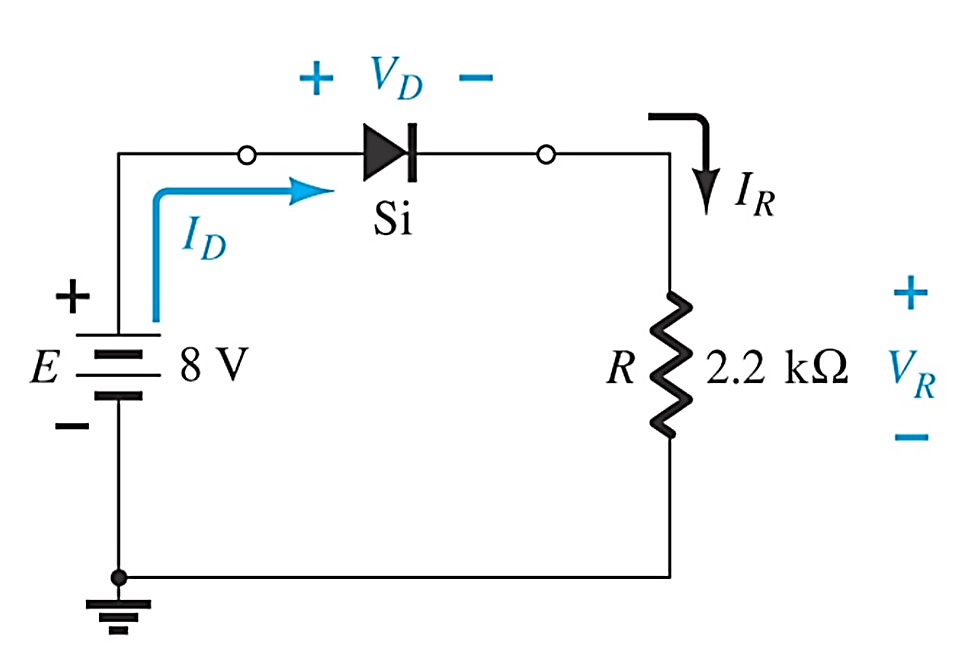 + V_D −
I_R
I_D
Si
+
E
8 V
−
R
2.2 kΩ
+
V_R
−